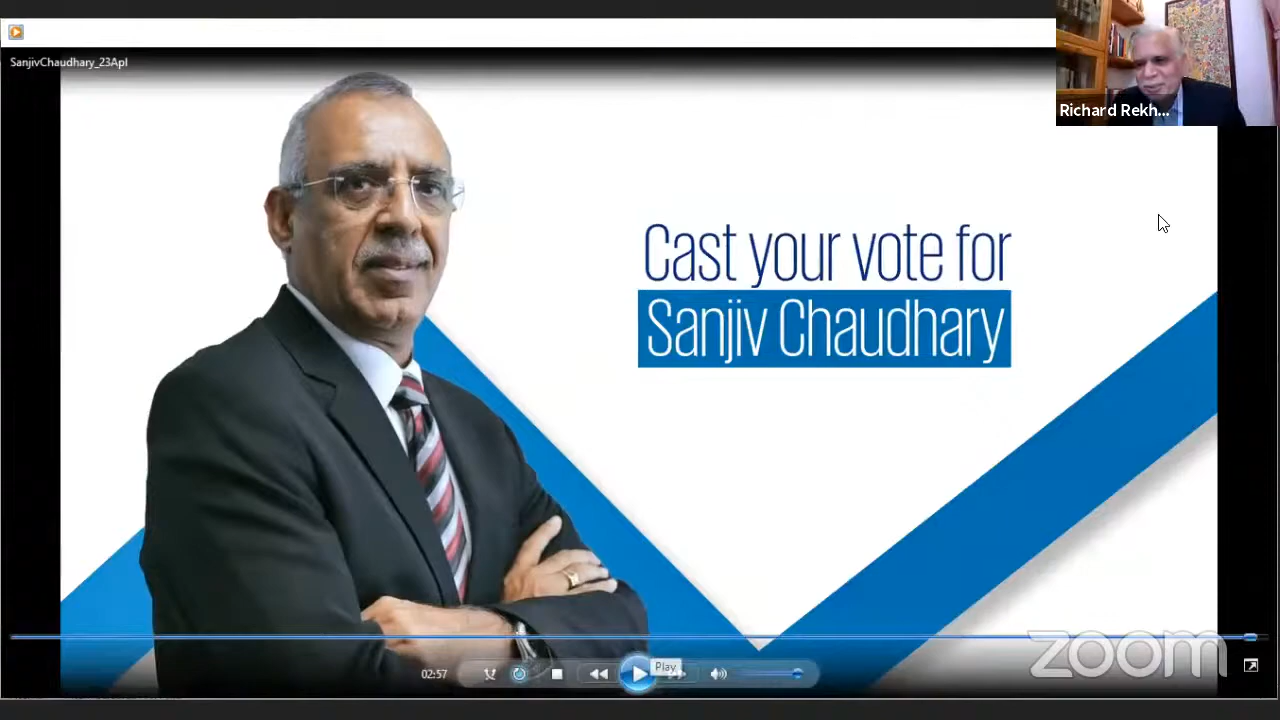 SanjivChaudhary_23Apl
Richard Rekh...
Cast your vote for
Sanjiv Chaudhary
02:57
Play
zoom